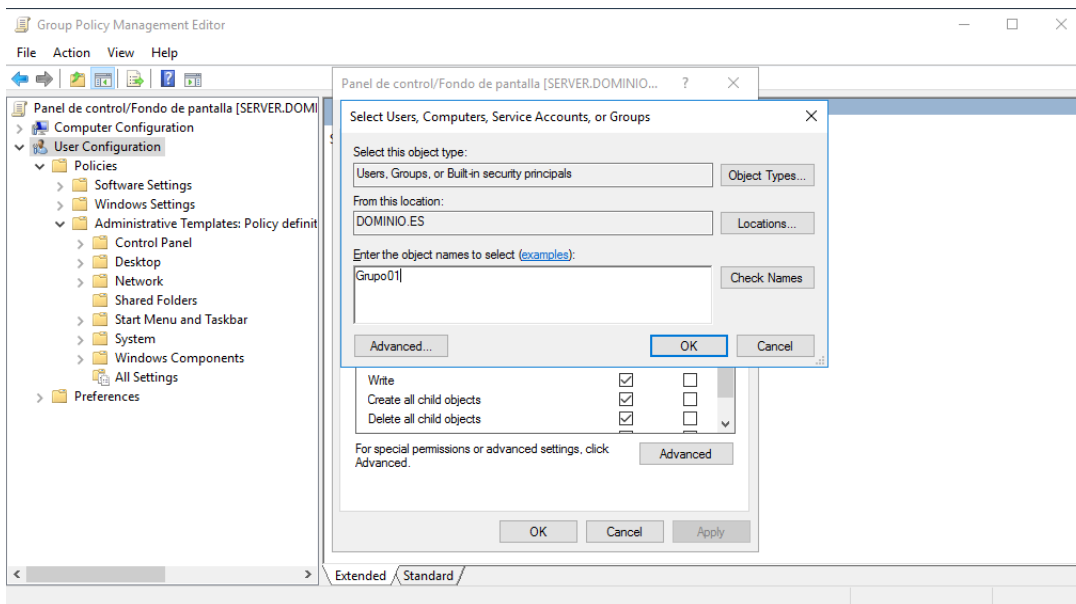 Group Policy Management Editor
File Action View Help
Panel de control/Fondo de pantalla [SERVER.DOMI
Computer Configuration
User Configuration
Policies
Software Settings
Windows Settings
Administrative Templates: Policy definit
Control Panel
Desktop
Network
Shared Folders
Start Menu and Taskbar
System
Windows Components
All Settings
Preferences
Panel de control/Fondo de pantalla [SERVER.DOMINIO... ?
Select Users, Computers, Service Accounts, or Groups
Select this object type:
Users, Groups, or Built-in security principals Object Types...
From this location:
DOMINIO.ES Locations...
Enter the object names to select (examples):
Grupo01 Check Names
Advanced... OK Cancel
Write
Create all child objects
Delete all child objects
For special permissions or advanced settings, click
Advanced. Advanced
OK Cancel Apply
Extended Standard